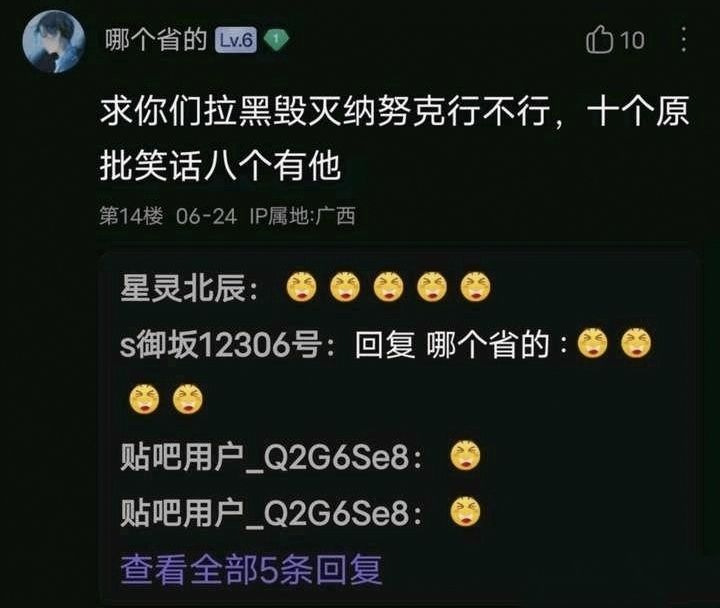 哪个省的 Lv.6 1 10
求你们拉黑毁灭纳努克行不行，十个原
批笑话八个有他
第14楼 06-24 IP属地:广西
星灵北辰：
s御坂12306号：回复 哪个省的：
贴吧用户_Q2G6Se8：
贴吧用户_Q2G6Se8：
查看全部5条回复